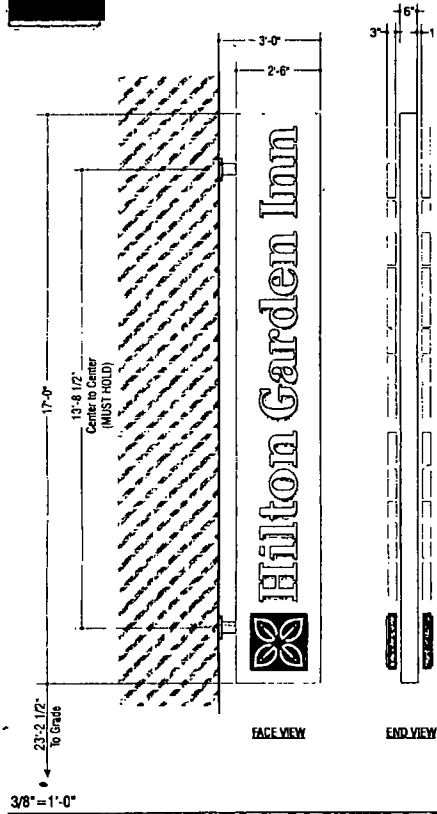 6"
3"
1
3'-0"
2'-6"
17'-0"
13'-8 1/2"
Center to Center
(MUST HOLD)
Hilton Garden Inn
23'-2 1/2"
To Grade
FACE VIEW
END VIEW
3/8"=1'-0"